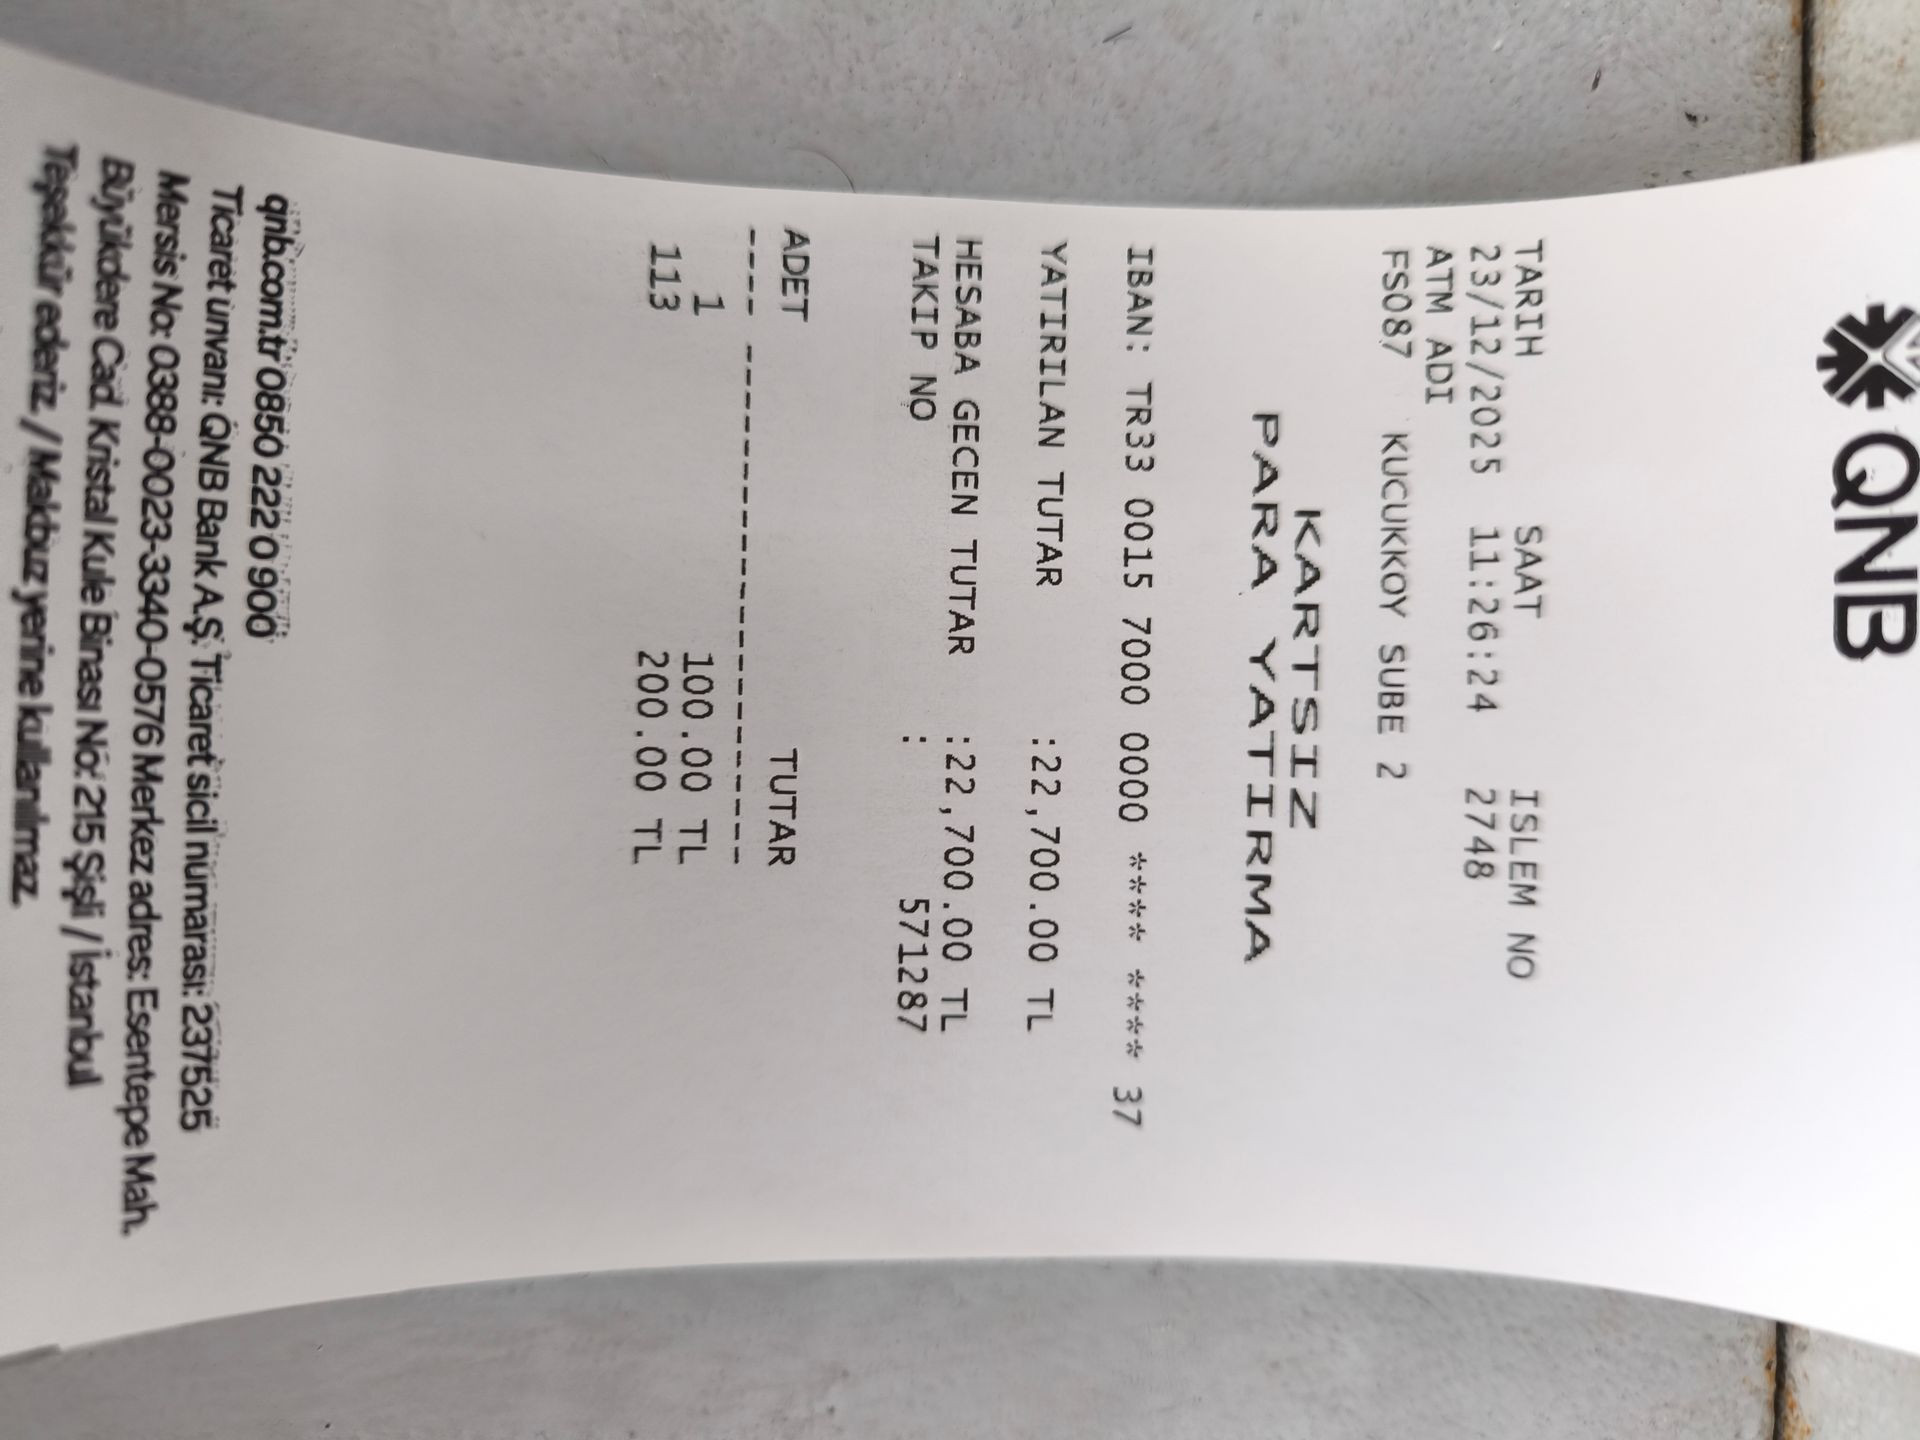 QNB
TARIH SAAT ISLEM NO
23/12/2025 11:26:24 2748
ATM ADI
FS087 KUCUKKOY SUBE 2
KARTSIZ
PARA YATIRMA
IBAN: TR33 0015 7000 0000 **** **** 37
YATIRILAN TUTAR :22,700.00 TL
HESABA GECEN TUTAR :22,700.00 TL
TAKIP NO : 571287
ADET TUTAR
---- ------------------------
1 100.00 TL
113 200.00 TL
qnb.com.tr 0850 222 0 900
Ticaret ünvanı: QNB Bank A.Ş. Ticaret sicil numarası: 237525
Mersis No: 0388-0023-3340-0576 Merkez adres: Esentepe Mah.
Büyükdere Cad. Kristal Kule Binası No: 215 Şişli / İstanbul
Teşekkür ederiz. / Makbuz yerine kullanılmaz.